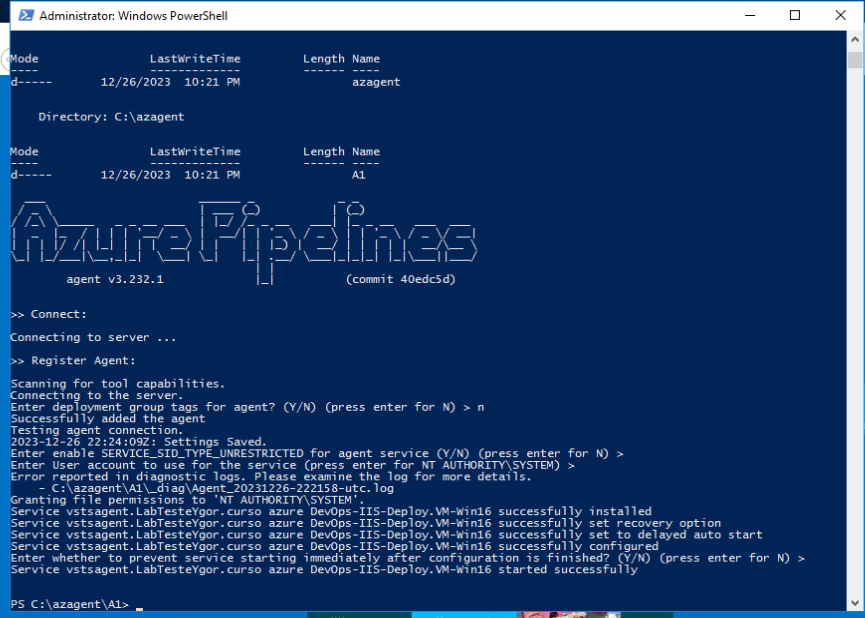 Administrator: Windows PowerShell
Mode LastWriteTime Length Name
---- ------------- ------ ----
d----- 12/26/2023 10:21 PM azagent
Directory: C:\azagent
Mode LastWriteTime Length Name
---- ------------- ------ ----
d----- 12/26/2023 10:21 PM A1
AzurePipelines
agent v3.232.1 (commit 40edc5d)
>> Connect:
Connecting to server ...
>> Register Agent:
Scanning for tool capabilities.
Connecting to the server.
Enter deployment group tags for agent? (Y/N) (press enter for N) > n
Successfully added the agent
Testing agent connection.
2023-12-26 22:24:09Z: Settings Saved.
Enter enable SERVICE_SID_TYPE_UNRESTRICTED for agent service (Y/N) (press enter for N) >
Enter User account to use for the service (press enter for NT AUTHORITY\SYSTEM) >
Error reported in diagnostic logs. Please examine the log for more details.
- C:\azagent\A1\_diag\Agent_20231226-222158-utc.log
Granting file permissions to 'NT AUTHORITY\SYSTEM'.
Service vstsagent.LabTesteYgor.curso azure DevOps-IIS-Deploy.VM-Win16 successfully installed
Service vstsagent.LabTesteYgor.curso azure DevOps-IIS-Deploy.VM-Win16 successfully set recovery option
Service vstsagent.LabTesteYgor.curso azure DevOps-IIS-Deploy.VM-Win16 successfully set to delayed auto start
Service vstsagent.LabTesteYgor.curso azure DevOps-IIS-Deploy.VM-Win16 successfully configured
Enter whether to prevent service starting immediately after configuration is finished? (Y/N) (press enter for N) >
Service vstsagent.LabTesteYgor.curso azure DevOps-IIS-Deploy.VM-Win16 started successfully
PS C:\azagent\A1> _